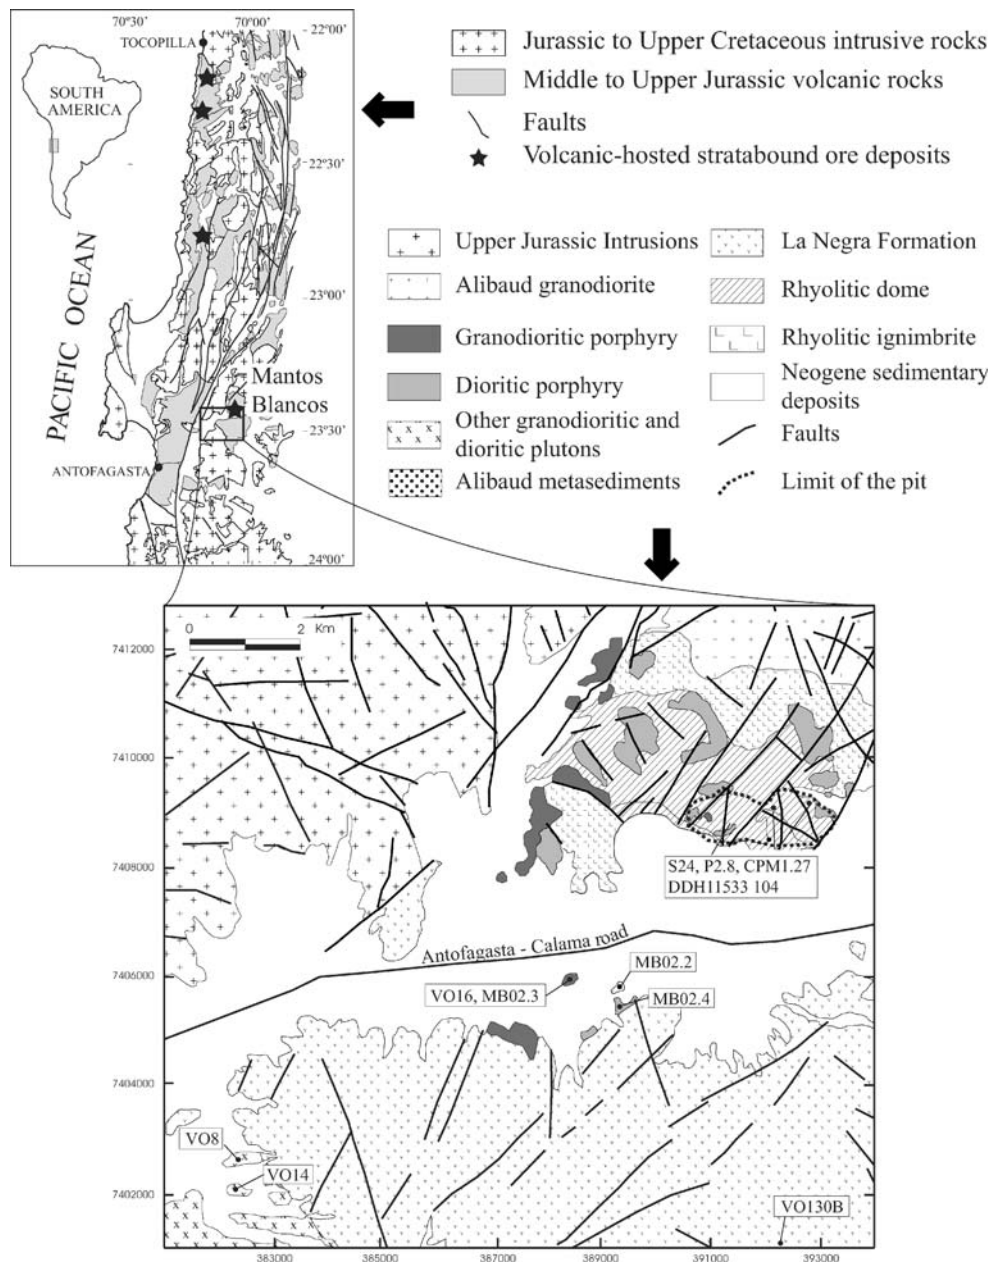 70°30'
70°00'
22°00'
TOCOPILLA
SOUTH
AMERICA
22°30'
PACIFIC OCEAN
23°00'
Mantos
Blancos
23°30'
ANTOFAGASTA
24°00'
Jurassic to Upper Cretaceous intrusive rocks
Middle to Upper Jurassic volcanic rocks
Faults
Volcanic-hosted stratabound ore deposits
Upper Jurassic Intrusions
Alibaud granodiorite
Granodioritic porphyry
Dioritic porphyry
Other granodioritic and
dioritic plutons
Alibaud metasediments
La Negra Formation
Rhyolitic dome
Rhyolitic ignimbrite
Neogene sedimentary
deposits
Faults
Limit of the pit
0 2 Km
7412000
7410000
7408000
7406000
7404000
7402000
S24, P2.8, CPM1.27
DDH11533 104
Antofagasta - Calama road
MB02.2
VO16, MB02.3
MB02.4
VO8
VO14
VO130B
383000
385000
387000
389000
391000
393000